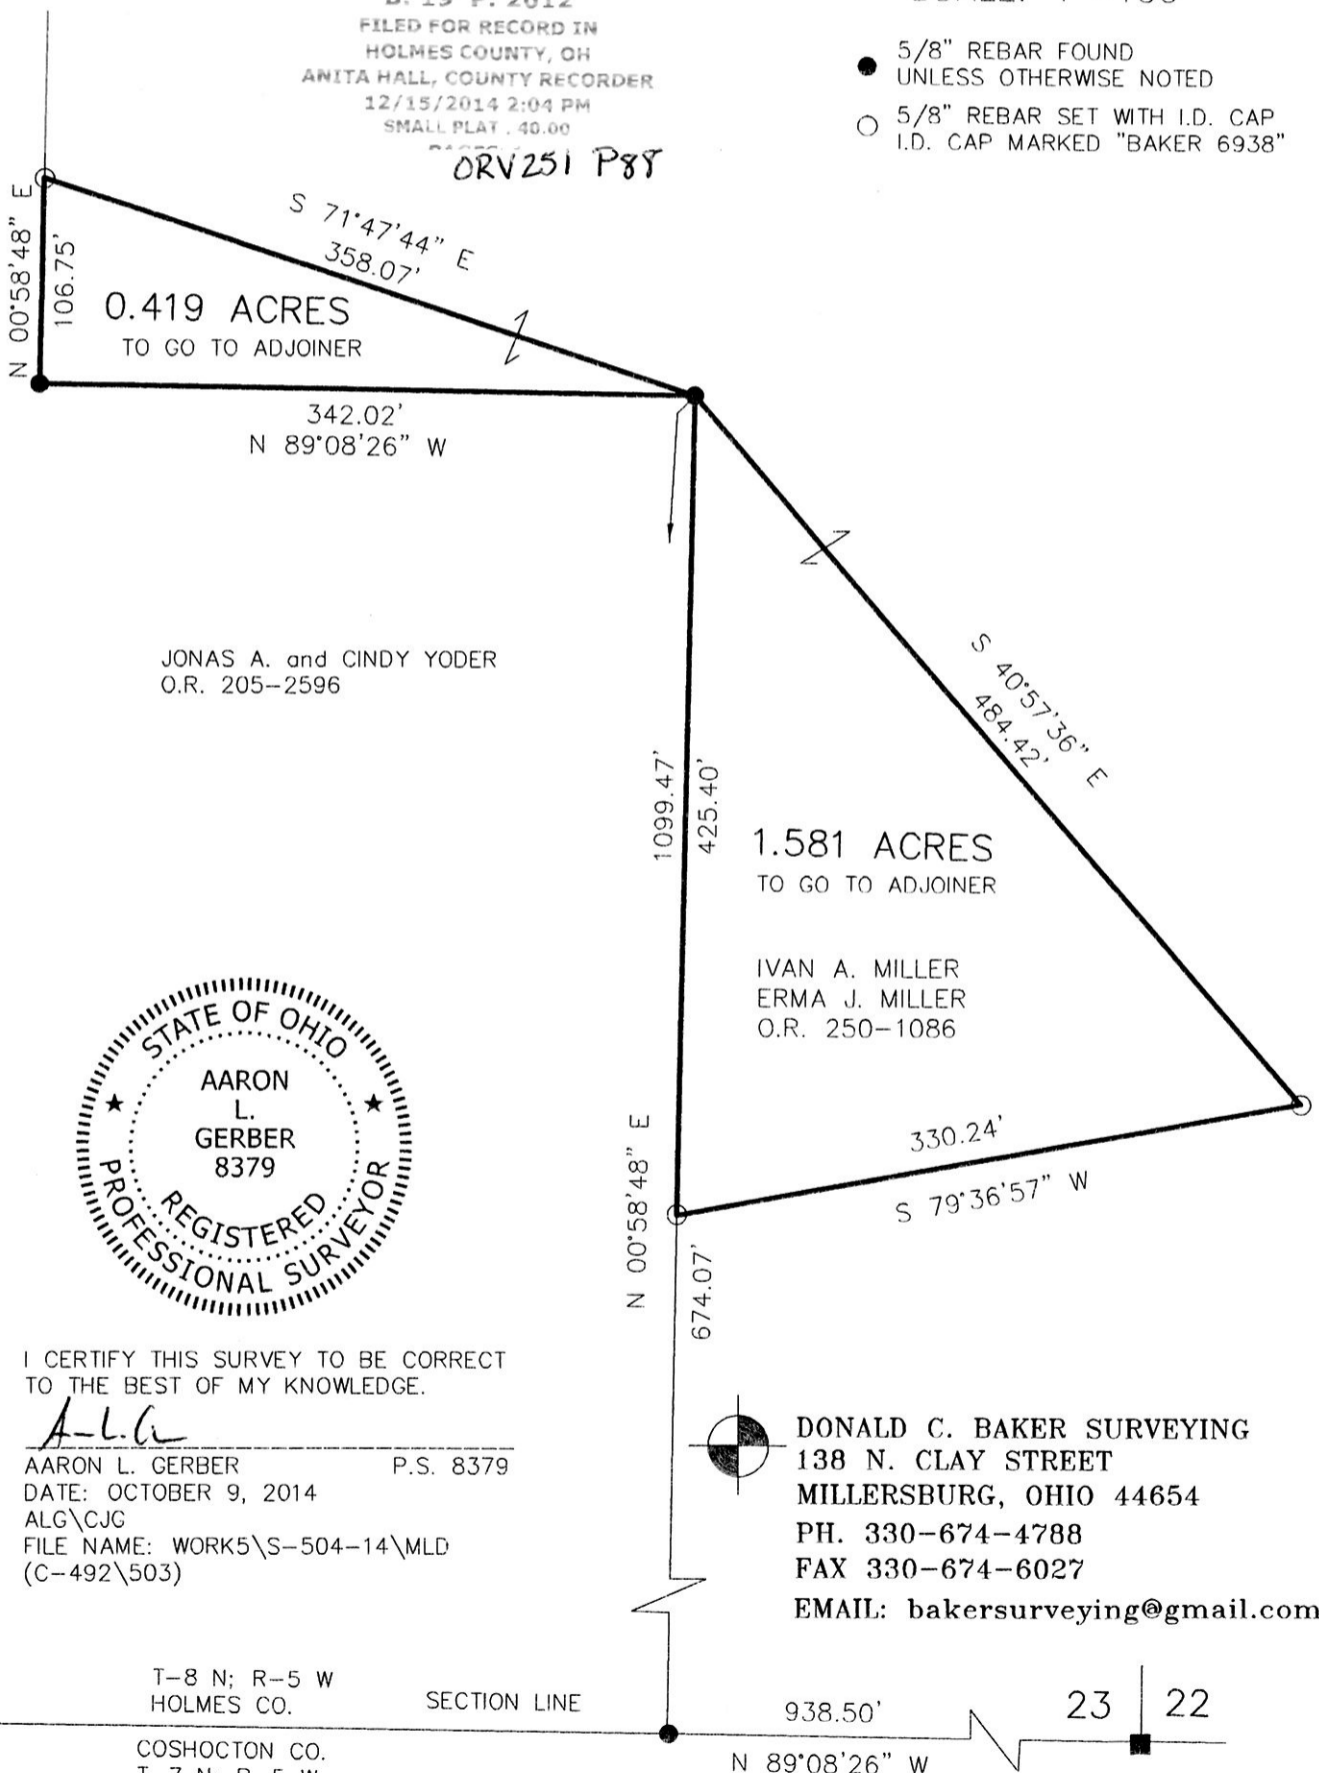 FILED FOR RECORD IN
HOLMES COUNTY, OH
ANITA HALL, COUNTY RECORDER
12/15/2014 2:04 PM
SMALL PLAT . 40.00
ORV251 P88
5/8" REBAR FOUND
UNLESS OTHERWISE NOTED
5/8" REBAR SET WITH I.D. CAP
I.D. CAP MARKED "BAKER 6938"
N 00°58'48" E
106.75'
S 71°47'44" E
358.07'
0.419 ACRES
TO GO TO ADJOINER
342.02'
N 89°08'26" W
JONAS A. and CINDY YODER
O.R. 205-2596
S 40°57'36" E
484.42'
1099.47'
425.40'
1.581 ACRES
TO GO TO ADJOINER
IVAN A. MILLER
ERMA J. MILLER
O.R. 250-1086
STATE OF OHIO
AARON
L.
GERBER
8379
REGISTERED
PROFESSIONAL SURVEYOR
330.24'
S 79°36'57" W
N 00°58'48" E
674.07'
I CERTIFY THIS SURVEY TO BE CORRECT
TO THE BEST OF MY KNOWLEDGE.
AARON L. GERBER P.S. 8379
DATE: OCTOBER 9, 2014
ALG\CJG
FILE NAME: WORK5\S-504-14\MLD
(C-492\503)
DONALD C. BAKER SURVEYING
138 N. CLAY STREET
MILLERSBURG, OHIO 44654
PH. 330-674-4788
FAX 330-674-6027
EMAIL: bakersurveying@gmail.com
T-8 N; R-5 W
HOLMES CO.
SECTION LINE
938.50'
23 22
COSHOCTON CO.
N 89°08'26" W